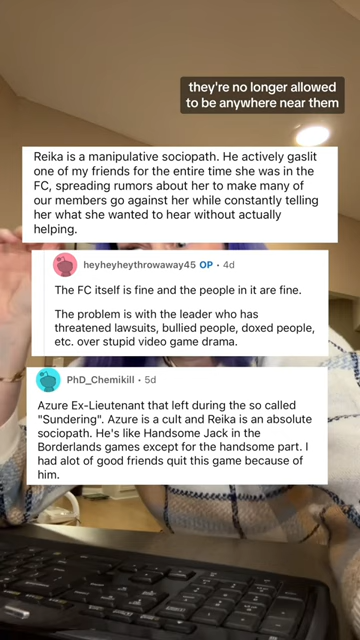 they're no longer allowed
to be anywhere near them
Reika is a manipulative sociopath. He actively gaslit
one of my friends for the entire time she was in the
FC, spreading rumors about her to make many of
our members go against her while constantly telling
her what she wanted to hear without actually
helping.
heyheyheythrowaway45 OP • 4d
The FC itself is fine and the people in it are fine.
The problem is with the leader who has
threatened lawsuits, bullied people, doxed people,
etc. over stupid video game drama.
PhD_Chemikill • 5d
Azure Ex-Lieutenant that left during the so called
"Sundering". Azure is a cult and Reika is an absolute
sociopath. He's like Handsome Jack in the
Borderlands games except for the handsome part. I
had alot of good friends quit this game because of
him.